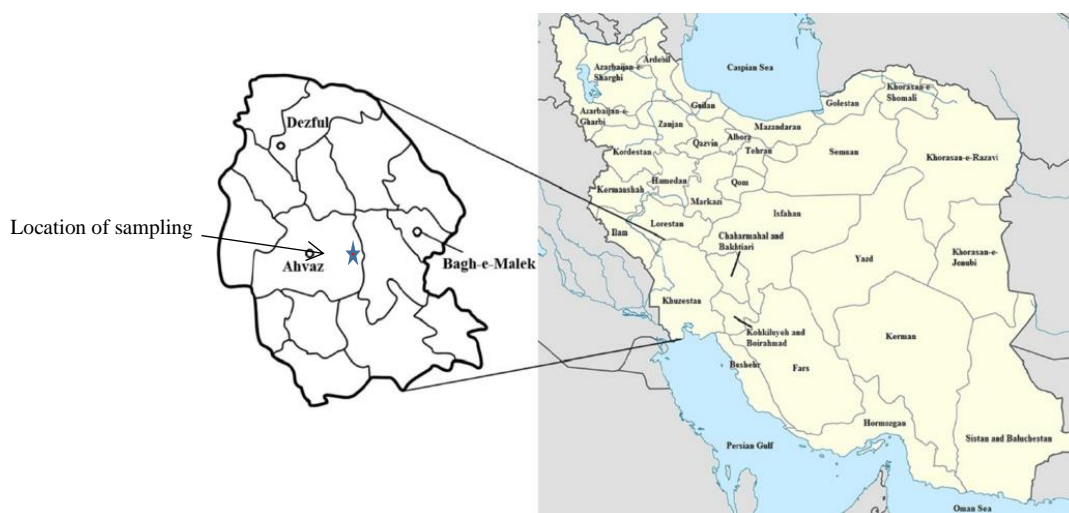 Dezful
Location of sampling
Ahvaz
Bagh-e-Malek
Caspian Sea
Ardebil
Azarbaijan-e-
Sharghi
Azarbaijan-e-
Gharbi
Guilan
Zanjan
Golestan
Khorasan-e-
Shomali
Mazandaran
Qazvin
Alborz
Tehran
Semnan
Khorasan-e-Razavi
Kordestan
Hamedan
Qom
Kermanshah
Markazi
Isfahan
Lorestan
Ilam
Chaharmahal and
Bakhtiari
Yazd
Khorasan-e-
Jonubi
Khuzestan
Kohkiluyeh and
Boirahmad
Kerman
Bushehr
Fars
Hormozgan
Sistan and Baluchestan
Persian Gulf
Oman Sea